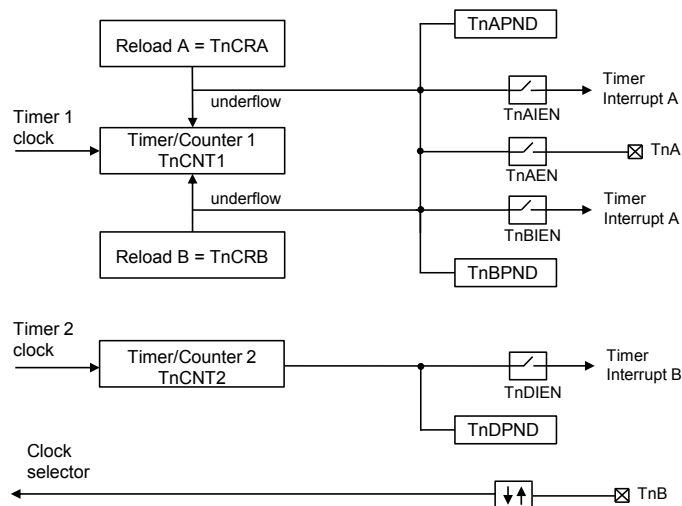 Reload A = TnCRA
TnAPND
underflow
TnAIEN
Timer
Interrupt A
Timer 1
clock
Timer/Counter 1
TnCNT1
TnAEN
TnA
underflow
TnBIEN
Timer
Interrupt A
Reload B = TnCRB
TnBPND
Timer 2
clock
Timer/Counter 2
TnCNT2
TnDIEN
Timer
Interrupt B
TnDPND
Clock
selector
TnB